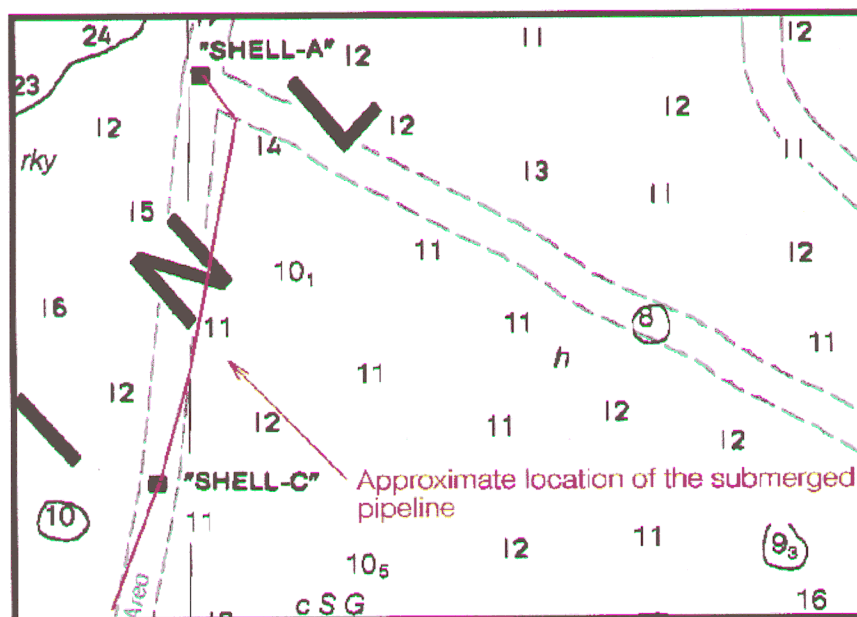 24 11 12
"SHELL-A" 12
23
12 12 12
rky 14 13 11
15 11 11 12
10₁
16 11 11 8 11
h
11
12 12 11 12 12
"SHELL-C" Approximate location of the submerged
pipeline
10 11
12 11 9₃
10₅
Area c S G 16